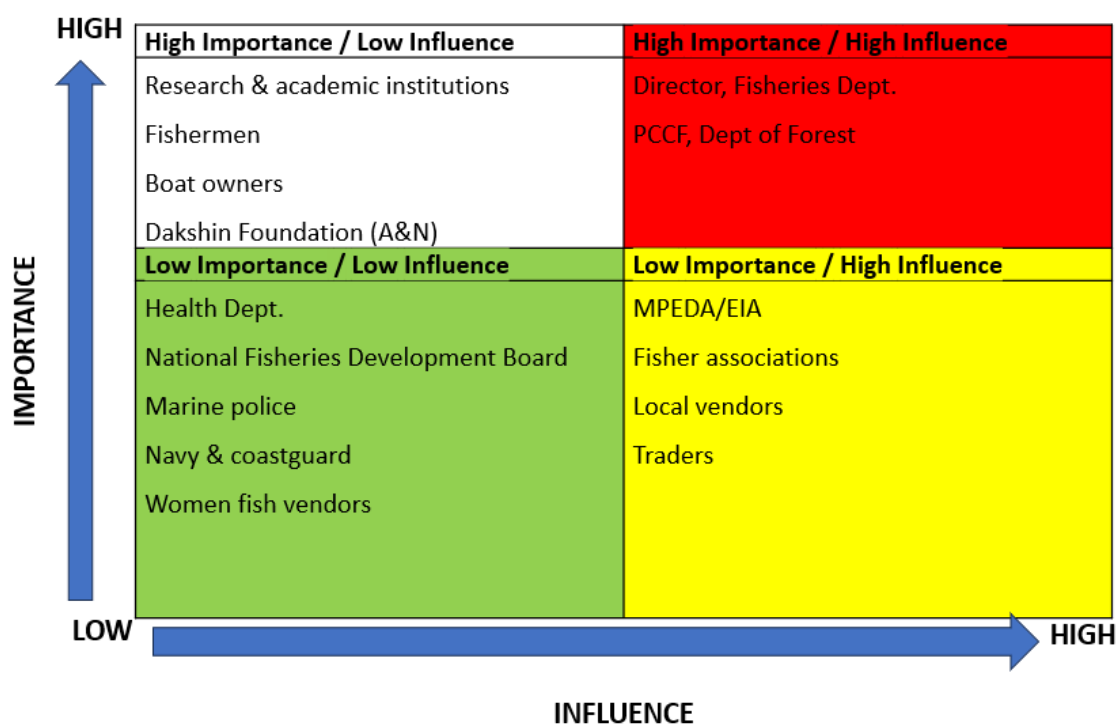 HIGH
High Importance / Low Influence
Research & academic institutions
Fishermen
Boat owners
Dakshin Foundation (A&N)
High Importance / High Influence
Director, Fisheries Dept.
PCCF, Dept of Forest
IMPORTANCE
Low Importance / Low Influence
Health Dept.
National Fisheries Development Board
Marine police
Navy & coastguard
Women fish vendors
Low Importance / High Influence
MPEDA/EIA
Fisher associations
Local vendors
Traders
LOW
HIGH
INFLUENCE